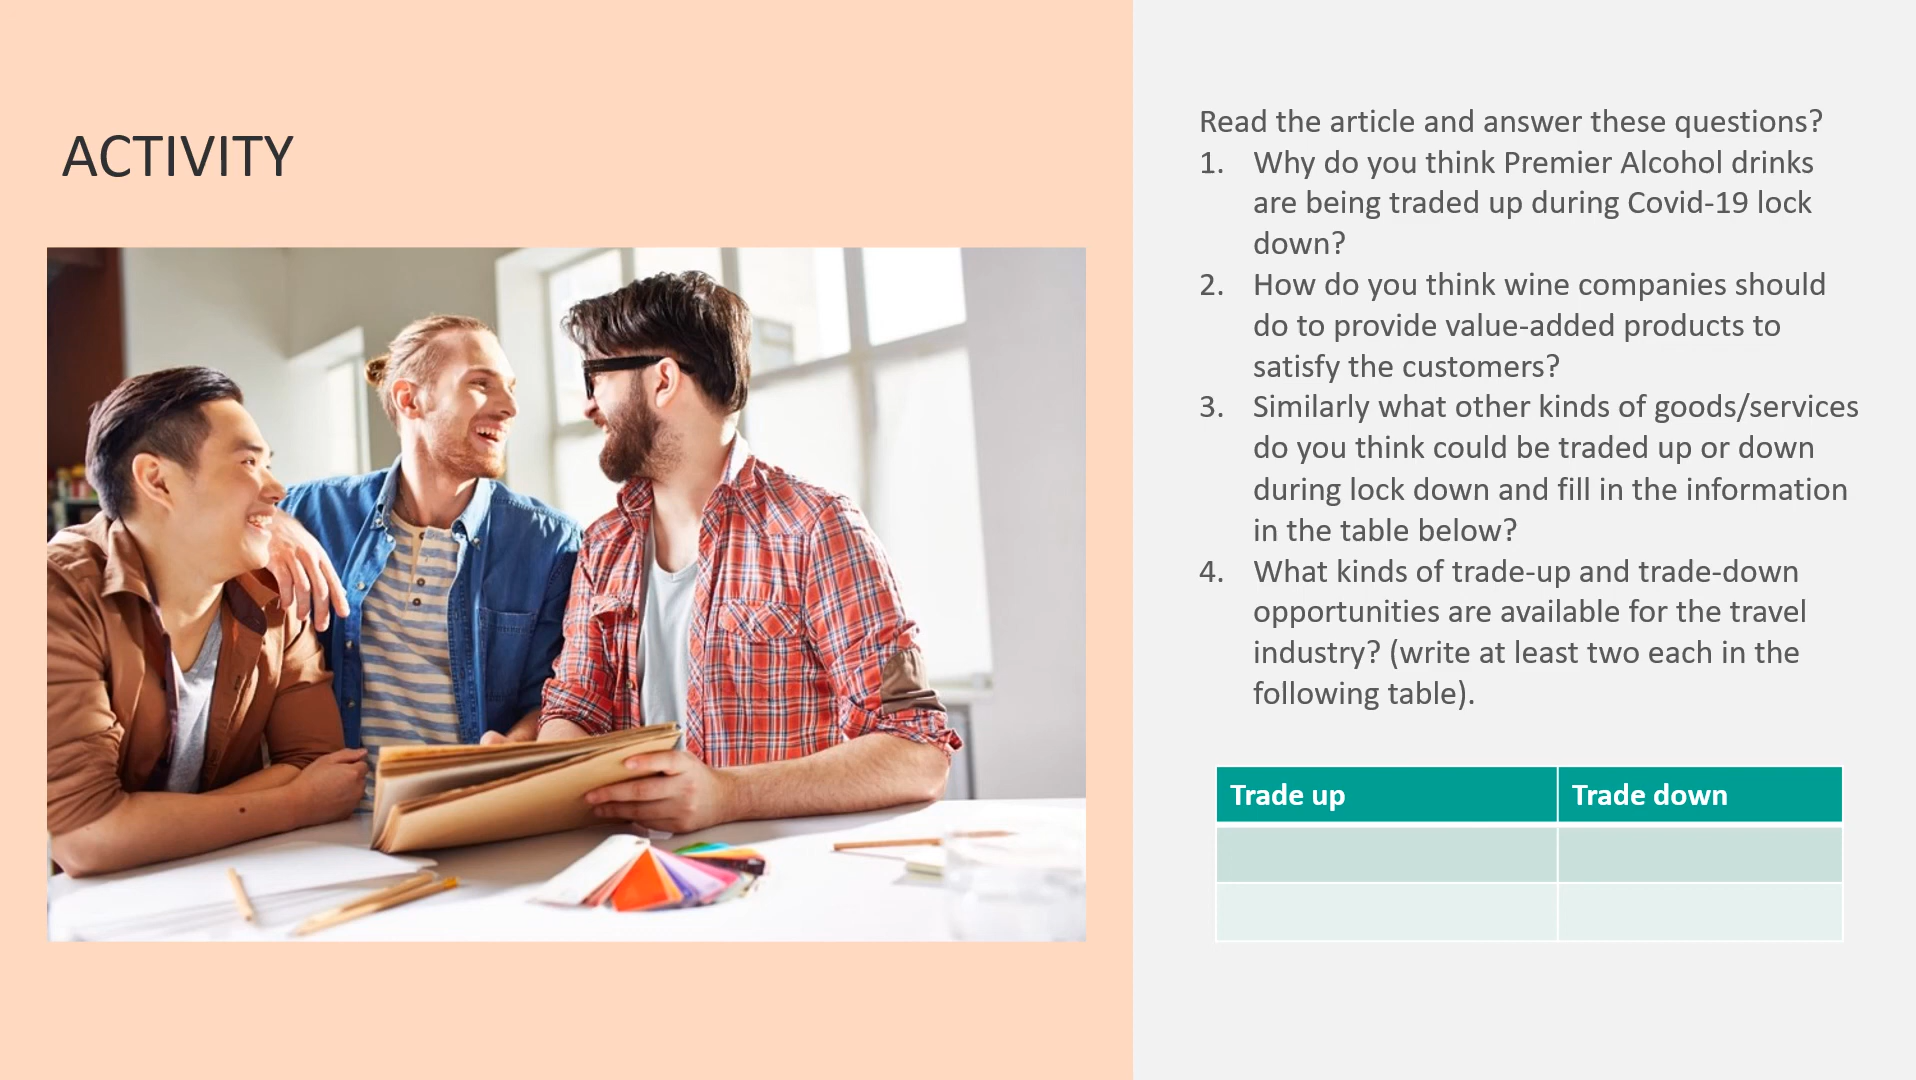 ACTIVITY
Read the article and answer these questions?
1. Why do you think Premier Alcohol drinks
are being traded up during Covid-19 lock
down?
2. How do you think wine companies should
do to provide value-added products to
satisfy the customers?
3. Similarly what other kinds of goods/services
do you think could be traded up or down
during lock down and fill in the information
in the table below?
4. What kinds of trade-up and trade-down
opportunities are available for the travel
industry? (write at least two each in the
following table).
Trade up Trade down